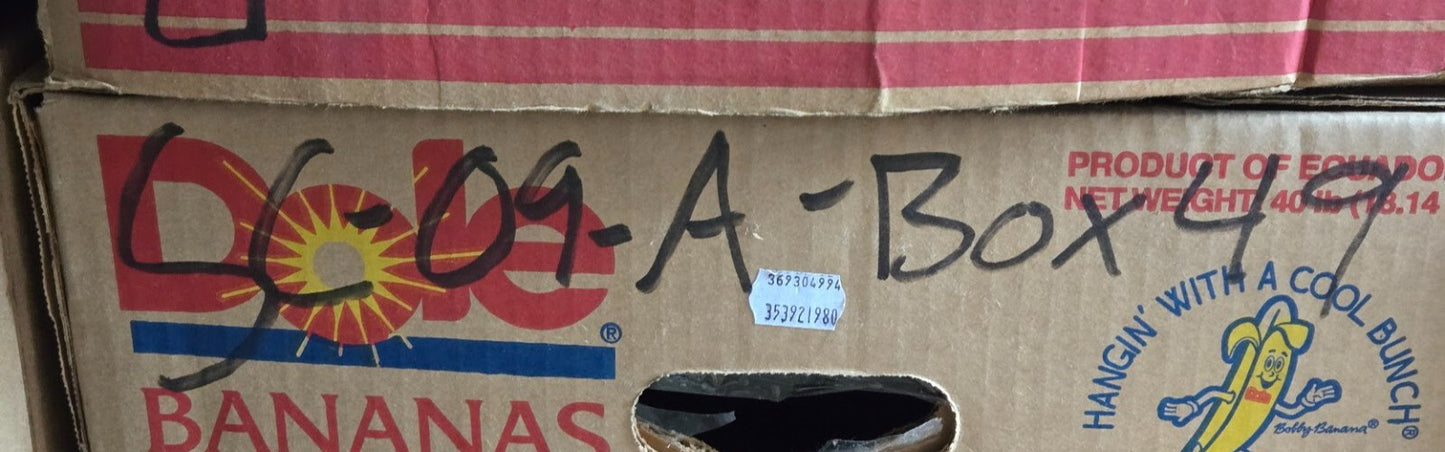 Dole®
BANANAS
LS-09-A-Box 49
369304994
353921980
PRODUCT OF ECUADO
NET WEIGHT 40 lb (18.14
HANGIN' WITH A COOL BUNCH®
Bobby Banana®